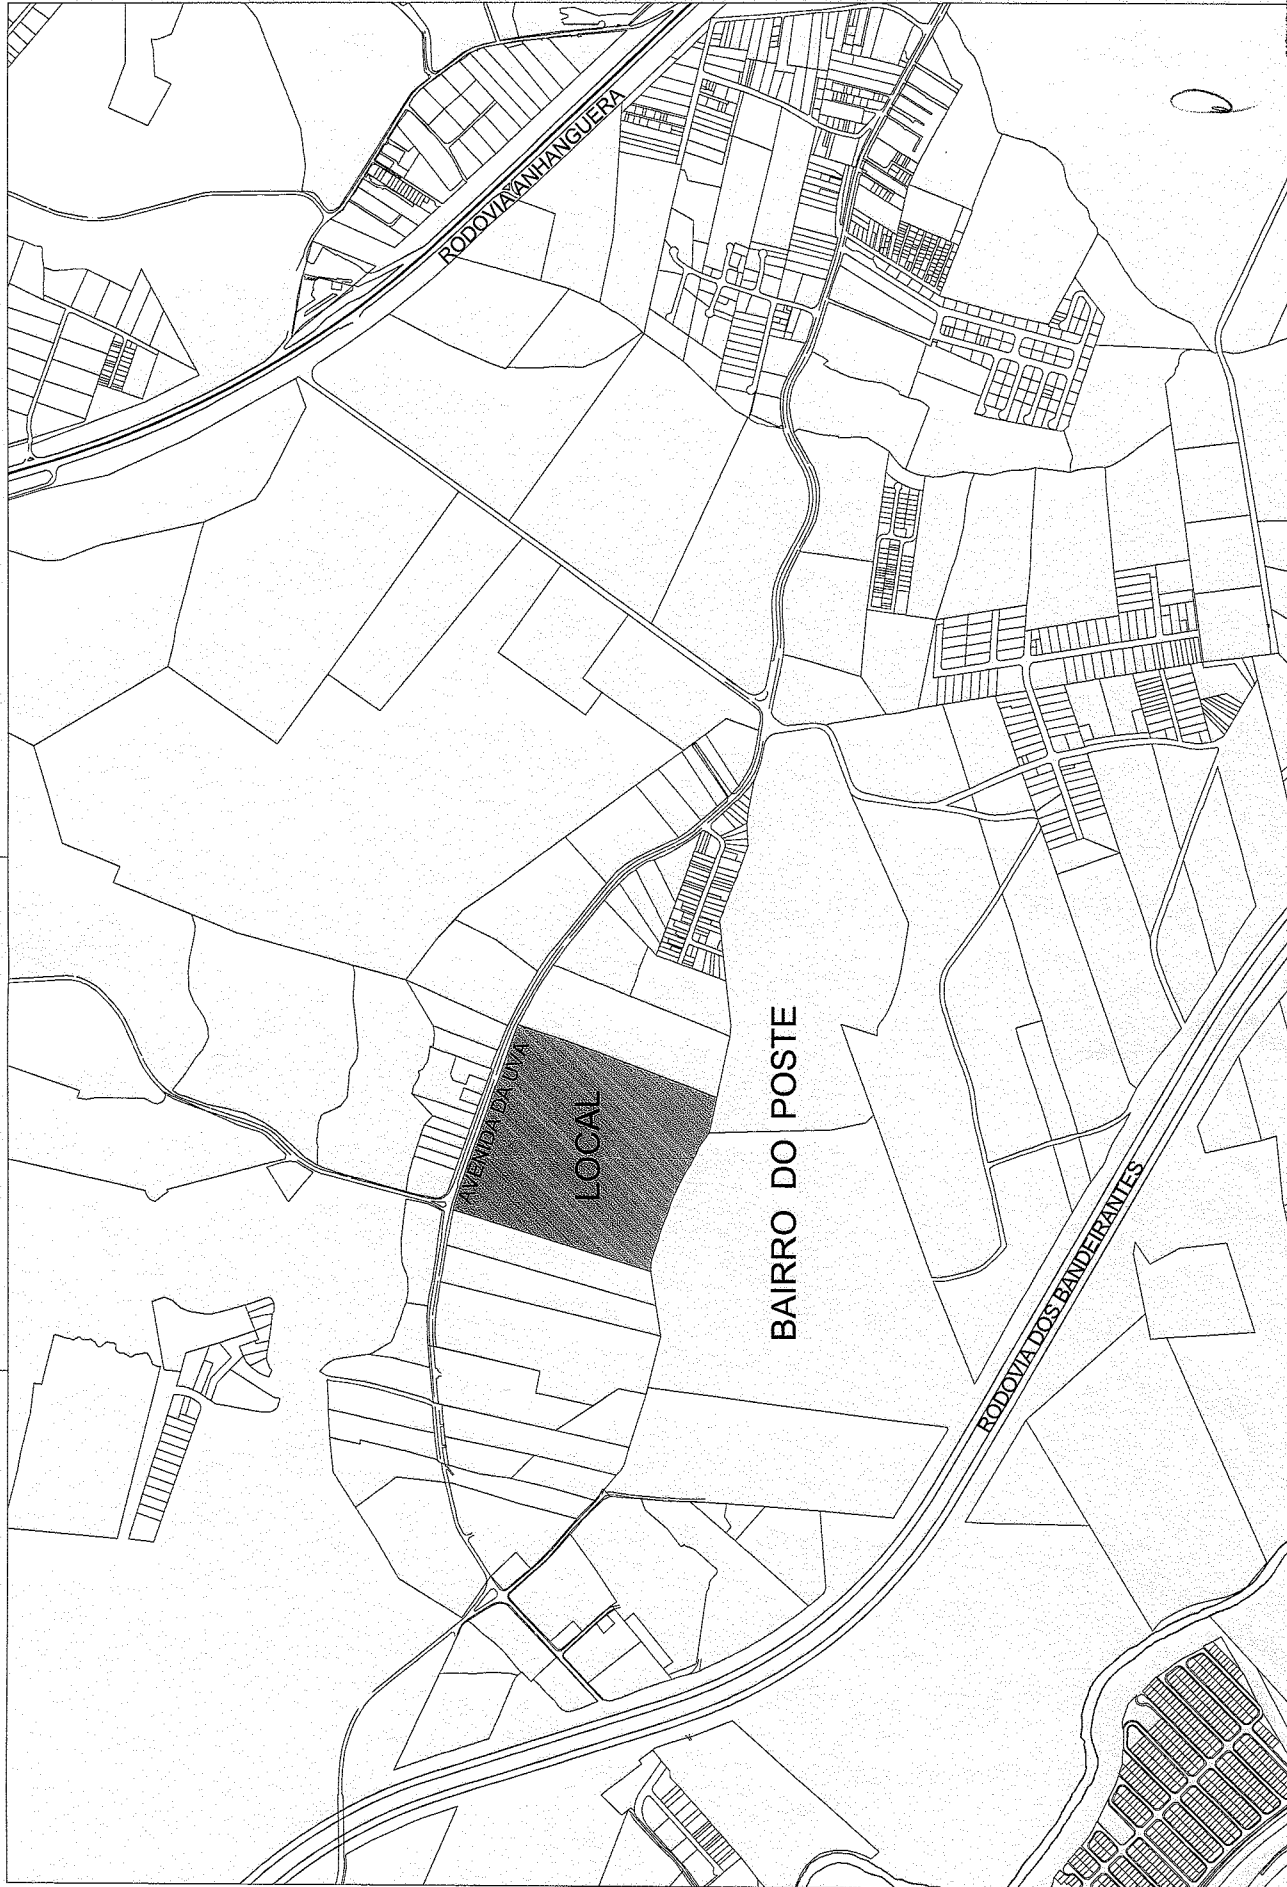 RODOVIA ANHANGUERA
AVENIDA DA UVA
LOCAL
BAIRRO DO POSTE
RODOVIA DOS BANDEIRANTES